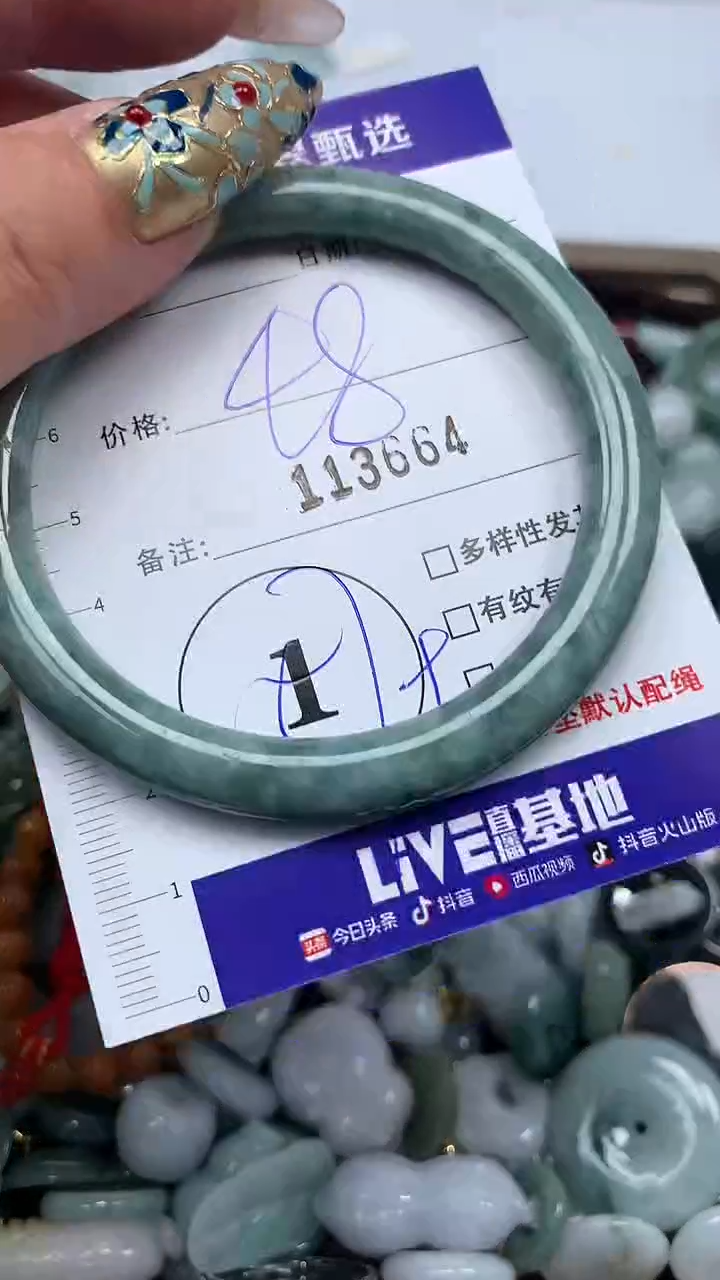 甄选
日期:
价格: 48
113664
备注:
多样性发
1
有纹有
默认配绳
LiVE直播基地
今日头条 抖音 西瓜视频 抖音火山版
6
5
4
2
1
0